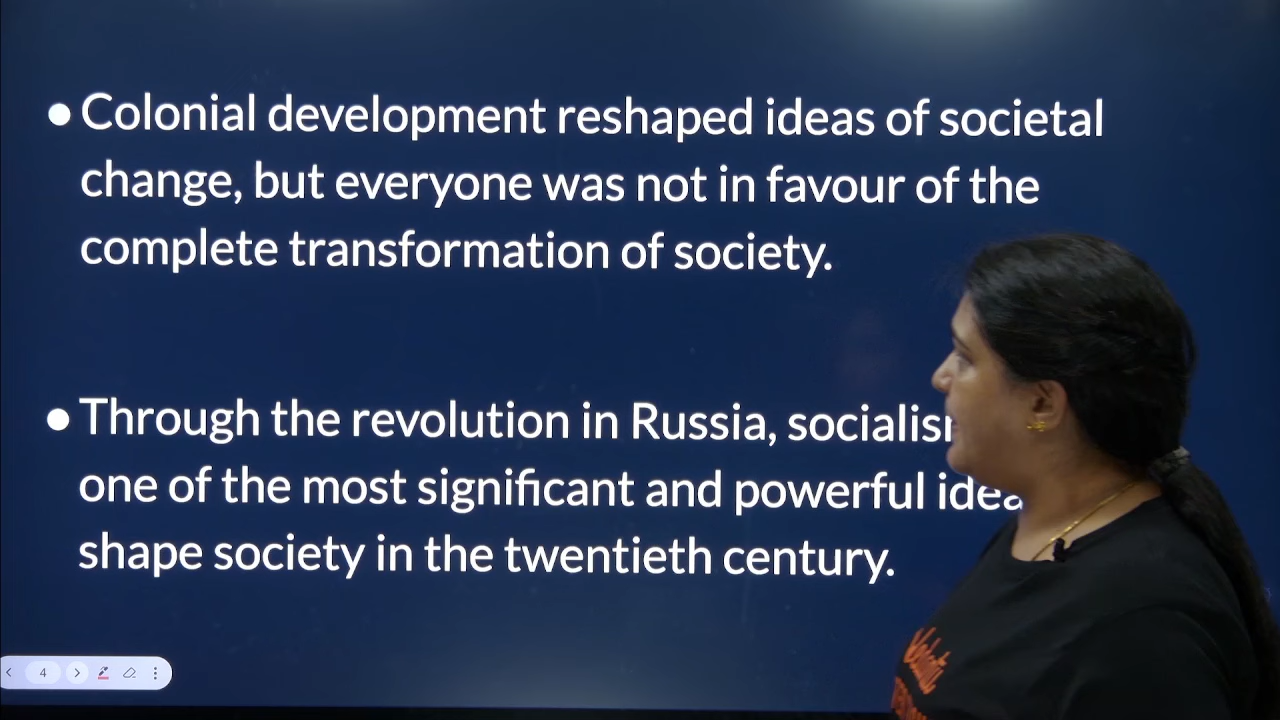 • Colonial development reshaped ideas of societal
change, but everyone was not in favour of the
complete transformation of society.
• Through the revolution in Russia,
one of the most significant and powerful
shape society in the twentieth century.
4